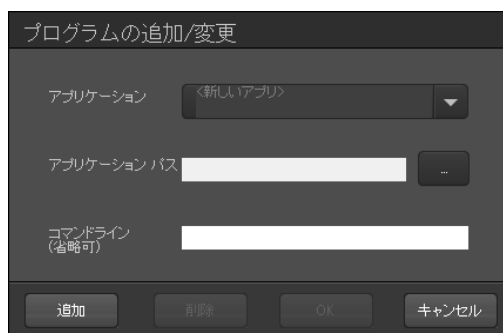 プログラムの追加/変更
アプリケーション
<新しいアプリ>
アプリケーション パス
...
コマンドライン
(省略可)
追加
削除
OK
キャンセル